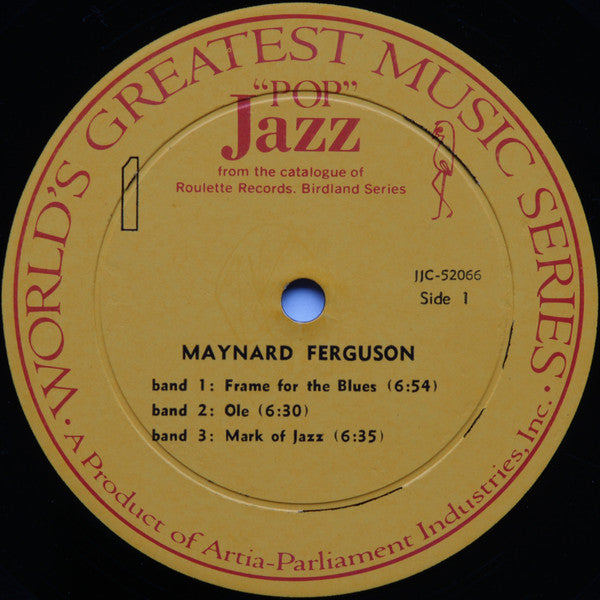 WORLD'S GREATEST MUSIC SERIES
"POP"
Jazz
from the catalogue of
Roulette Records. Birdland Series
1
JJC-52066
Side 1
MAYNARD FERGUSON
band 1: Frame for the Blues (6:54)
band 2: Ole (6:30)
band 3: Mark of Jazz (6:35)
· A Product of Artia-Parliament Industries, Inc. ·